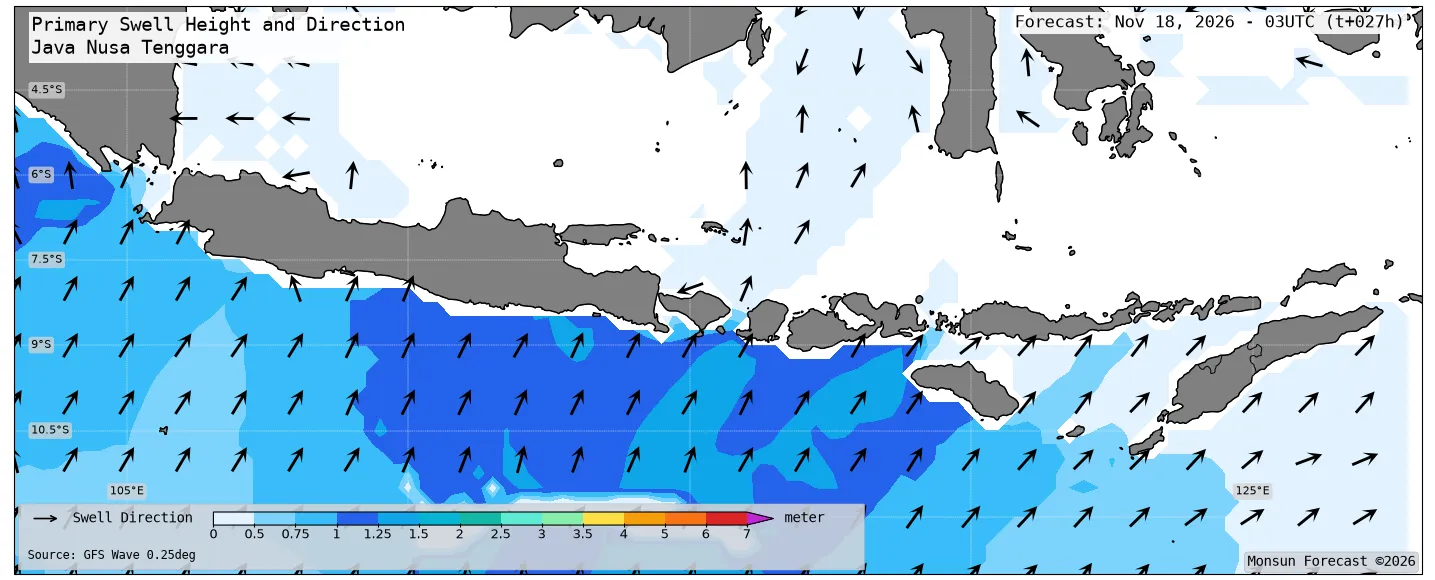 Primary Swell Height and Direction
Java Nusa Tenggara
Forecast: Nov 18, 2026 - 03UTC (t+027h)
4.5°S
6°S
7.5°S
9°S
10.5°S
105°E
125°E
Swell Direction
0 0.5 0.75 1 1.25 1.5 2 2.5 3 3.5 4 5 6 7
meter
Source: GFS Wave 0.25deg
Monsun Forecast ©2026